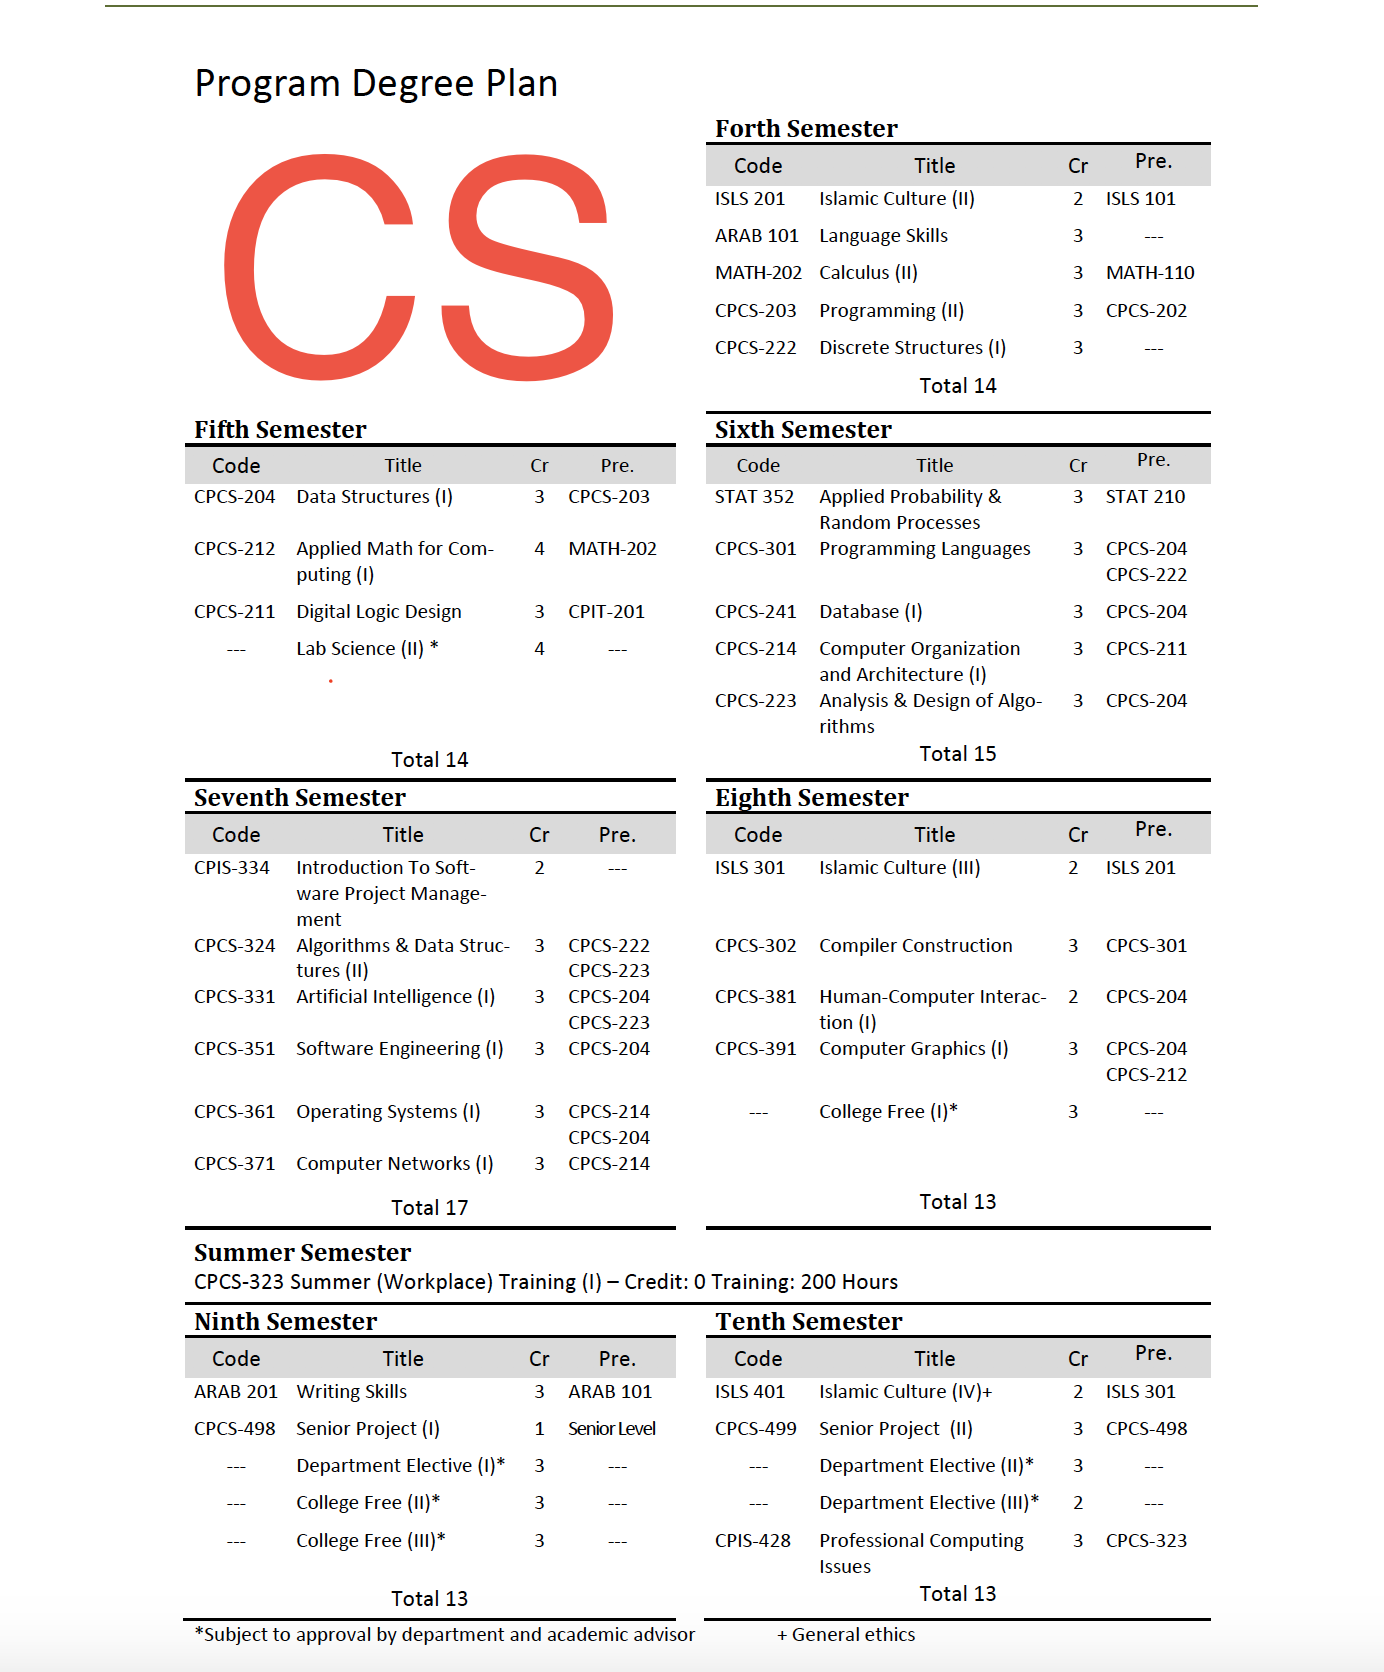 Program Degree Plan
CS
Forth Semester
Code Title Cr Pre.
ISLS 201 Islamic Culture (II) 2 ISLS 101
ARAB 101 Language Skills 3 ---
MATH-202 Calculus (II) 3 MATH-110
CPCS-203 Programming (II) 3 CPCS-202
CPCS-222 Discrete Structures (I) 3 ---
Total 14
Fifth Semester
Code Title Cr Pre.
CPCS-204 Data Structures (I) 3 CPCS-203
CPCS-212 Applied Math for Com- 4 MATH-202
puting (I)
CPCS-211 Digital Logic Design 3 CPIT-201
--- Lab Science (II) * 4 ---
Total 14
Sixth Semester
Code Title Cr Pre.
STAT 352 Applied Probability & 3 STAT 210
Random Processes
CPCS-301 Programming Languages 3 CPCS-204
CPCS-222
CPCS-241 Database (I) 3 CPCS-204
CPCS-214 Computer Organization 3 CPCS-211
and Architecture (I)
CPCS-223 Analysis & Design of Algo- 3 CPCS-204
rithms
Total 15
Seventh Semester
Code Title Cr Pre.
CPIS-334 Introduction To Soft- 2 ---
ware Project Manage-
ment
CPCS-324 Algorithms & Data Struc- 3 CPCS-222
tures (II) CPCS-223
CPCS-331 Artificial Intelligence (I) 3 CPCS-204
CPCS-223
CPCS-351 Software Engineering (I) 3 CPCS-204
CPCS-361 Operating Systems (I) 3 CPCS-214
CPCS-204
CPCS-371 Computer Networks (I) 3 CPCS-214
Total 17
Eighth Semester
Code Title Cr Pre.
ISLS 301 Islamic Culture (III) 2 ISLS 201
CPCS-302 Compiler Construction 3 CPCS-301
CPCS-381 Human-Computer Interac- 2 CPCS-204
tion (I)
CPCS-391 Computer Graphics (I) 3 CPCS-204
CPCS-212
--- College Free (I)* 3 ---
Total 13
Summer Semester
CPCS-323 Summer (Workplace) Training (I) – Credit: 0 Training: 200 Hours
Ninth Semester
Code Title Cr Pre.
ARAB 201 Writing Skills 3 ARAB 101
CPCS-498 Senior Project (I) 1 Senior Level
--- Department Elective (I)* 3 ---
--- College Free (II)* 3 ---
--- College Free (III)* 3 ---
Total 13
Tenth Semester
Code Title Cr Pre.
ISLS 401 Islamic Culture (IV)+ 2 ISLS 301
CPCS-499 Senior Project (II) 3 CPCS-498
--- Department Elective (II)* 3 ---
--- Department Elective (III)* 2 ---
CPIS-428 Professional Computing 3 CPCS-323
Issues
Total 13
*Subject to approval by department and academic advisor + General ethics